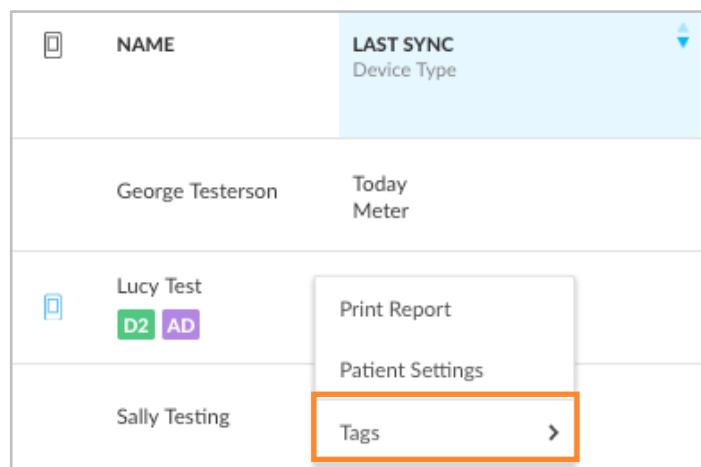 NAME
LAST SYNC
Device Type
George Testerson
Today
Meter
Lucy Test
D2 AD
Print Report
Patient Settings
Sally Testing
Tags